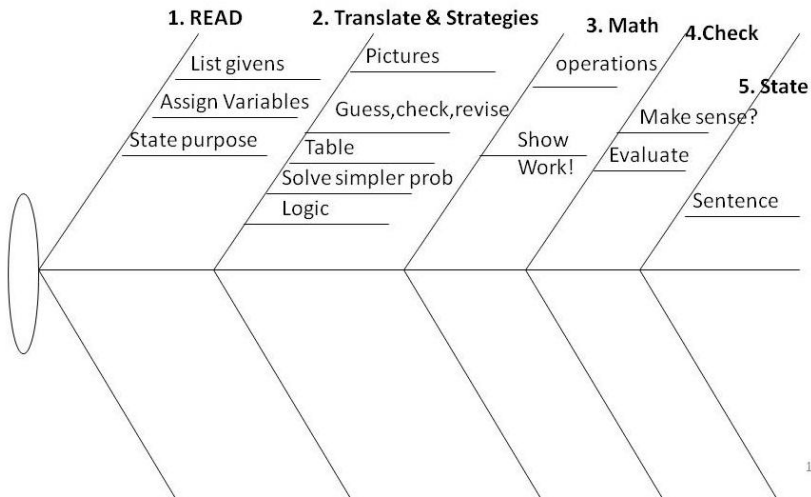 1. READ
2. Translate & Strategies
3. Math
4.Check
5. State
List givens
Assign Variables
State purpose
Pictures
Guess,check,revise
Table
Solve simpler prob
Logic
operations
Show
Work!
Make sense?
Evaluate
Sentence
1